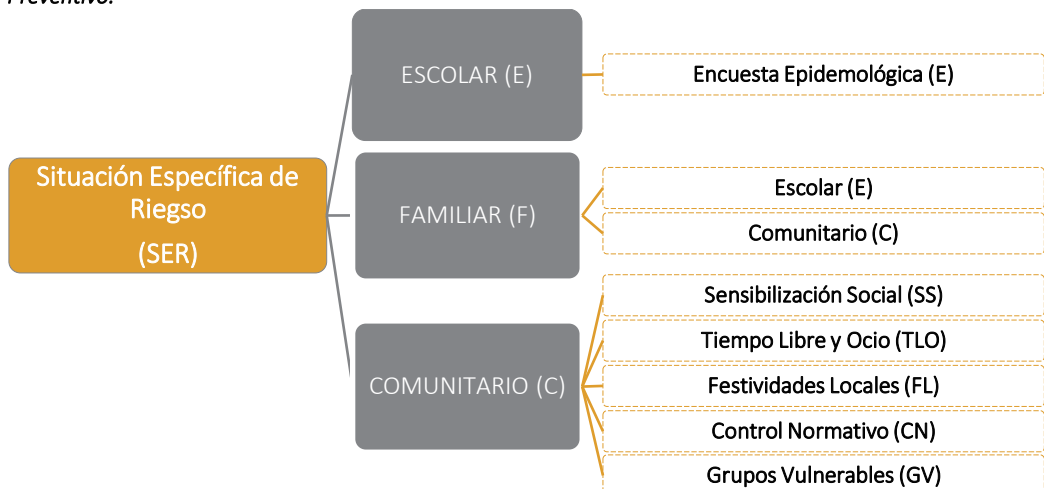 Preventivo.
Situación Específica de
Riegso
(SER)
ESCOLAR (E)
Encuesta Epidemológica (E)
FAMILIAR (F)
Escolar (E)
Comunitario (C)
COMUNITARIO (C)
Sensibilización Social (SS)
Tiempo Libre y Ocio (TLO)
Festividades Locales (FL)
Control Normativo (CN)
Grupos Vulnerables (GV)